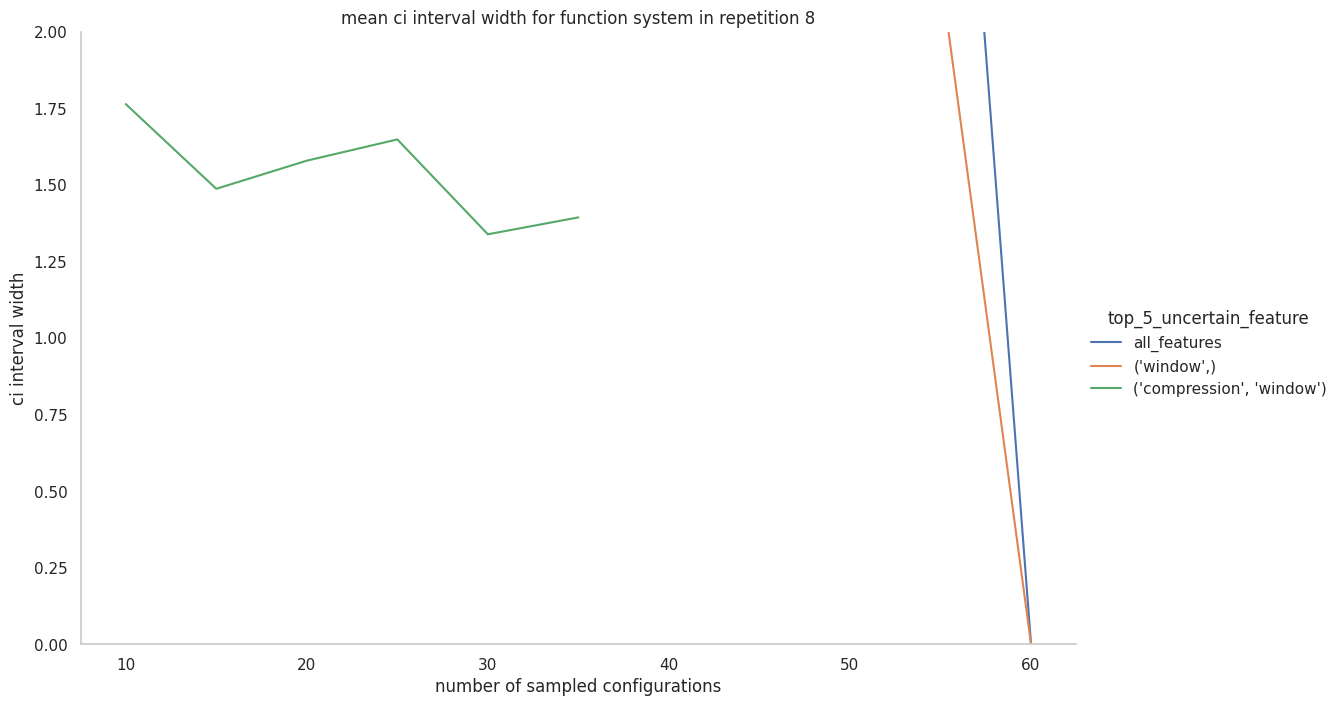 mean ci interval width for function system in repetition 8
2.00
1.75
1.50
1.25
1.00
0.75
0.50
0.25
0.00
ci interval width
10
20
30
40
50
60
number of sampled configurations
top_5_uncertain_feature
all_features
('window',)
('compression', 'window')